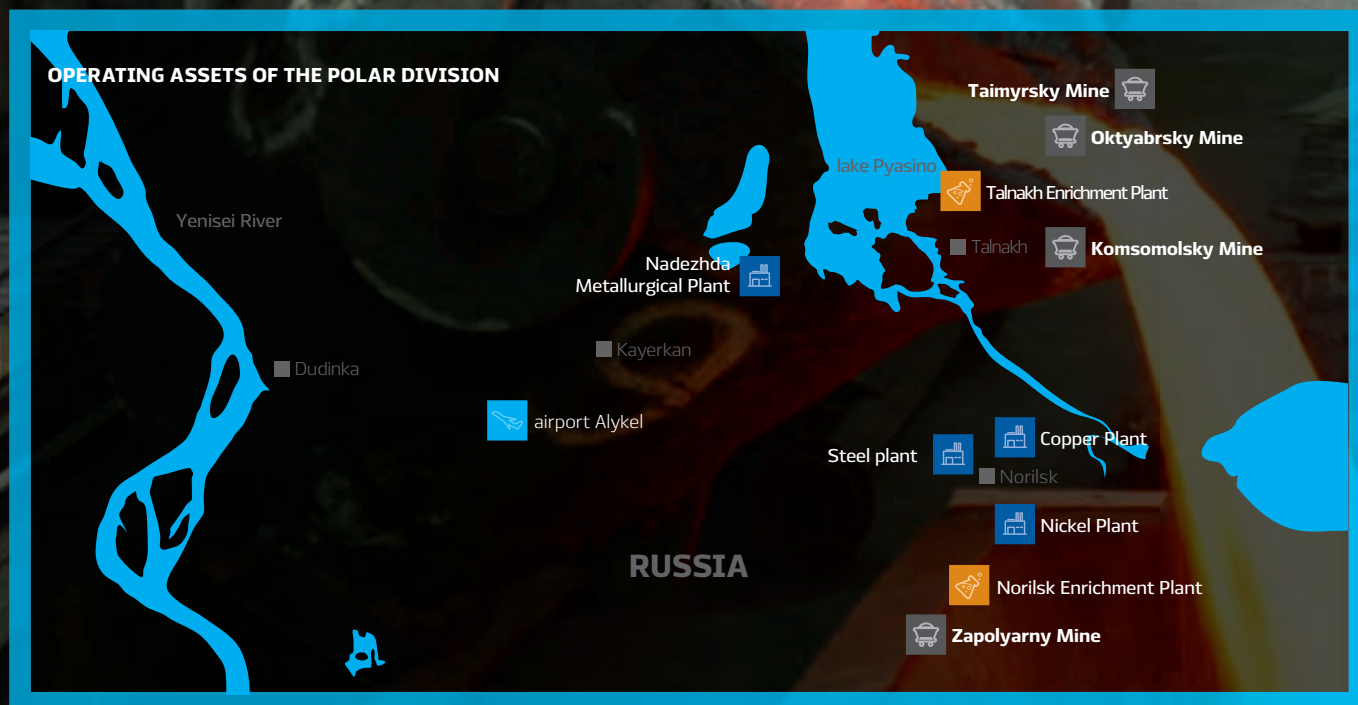 OPERATING ASSETS OF THE POLAR DIVISION
Taimyrsky Mine
Oktyabrsky Mine
lake Pyasino
Talnakh Enrichment Plant
Yenisei River
Talnakh
Komsomolsky Mine
Nadezhda
Metallurgical Plant
Kayerkan
Dudinka
airport Alykel
Copper Plant
Steel plant
Norilsk
Nickel Plant
RUSSIA
Norilsk Enrichment Plant
Zapolyarny Mine